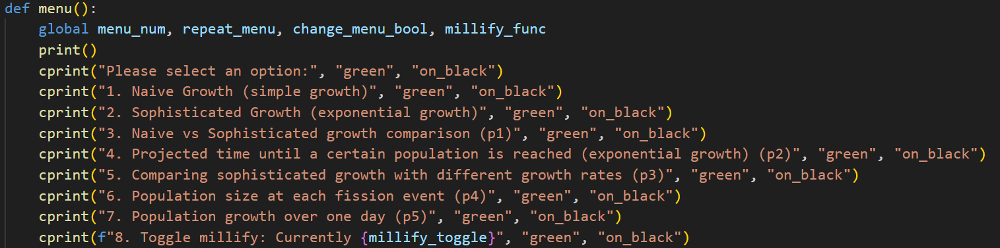 def menu():
    global menu_num, repeat_menu, change_menu_bool, millify_func
    print()
    cprint("Please select an option:", "green", "on_black")
    cprint("1. Naive Growth (simple growth)", "green", "on_black")
    cprint("2. Sophisticated Growth (exponential growth)", "green", "on_black")
    cprint("3. Naive vs Sophisticated growth comparison (p1)", "green", "on_black")
    cprint("4. Projected time until a certain population is reached (exponential growth) (p2)", "green", "on_black")
    cprint("5. Comparing sophisticated growth with different growth rates (p3)", "green", "on_black")
    cprint("6. Population size at each fission event (p4)", "green", "on_black")
    cprint("7. Population growth over one day (p5)", "green", "on_black")
    cprint(f"8. Toggle millify: Currently {millify_toggle}", "green", "on_black")